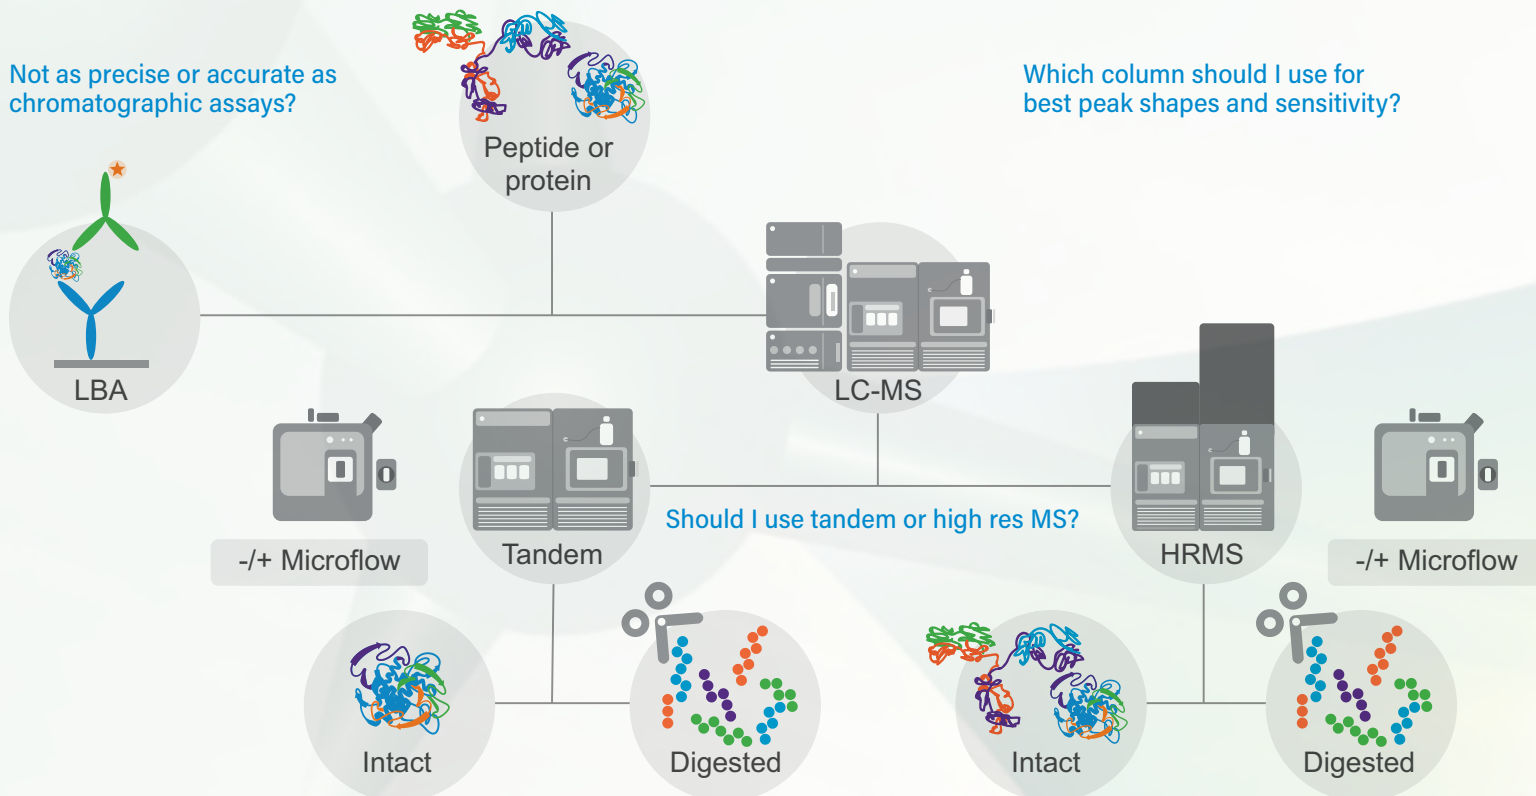 Not as precise or accurate as
chromatographic assays?
Peptide or
protein
Which column should I use for
best peak shapes and sensitivity?
LBA
LC-MS
-/+ Microflow
Tandem
Should I use tandem or high res MS?
HRMS
-/+ Microflow
Intact
Digested
Intact
Digested